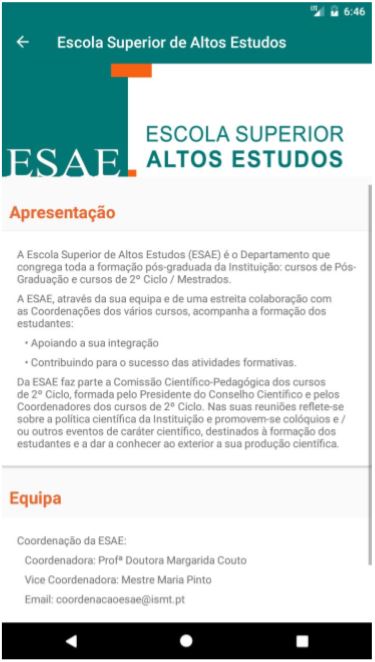 LTE 6:46
Escola Superior de Altos Estudos
ESAE
ESCOLA SUPERIOR
ALTOS ESTUDOS
Apresentação
A Escola Superior de Altos Estudos (ESAE) é o Departamento que
congrega toda a formação pós-graduada da Instituição: cursos de Pós-
Graduação e cursos de 2º Ciclo / Mestrados.
A ESAE, através da sua equipa e de uma estreita colaboração com
as Coordenações dos vários cursos, acompanha a formação dos
estudantes:
• Apoiando a sua integração
• Contribuindo para o sucesso das atividades formativas.
Da ESAE faz parte a Comissão Científico-Pedagógica dos cursos
de 2º Ciclo, formada pelo Presidente do Conselho Científico e pelos
Coordenadores dos cursos de 2º Ciclo. Nas suas reuniões reflete-se
sobre a política científica da Instituição e promovem-se colóquios e /
ou outros eventos de caráter científico, destinados à formação dos
estudantes e a dar a conhecer ao exterior a sua produção científica.
Equipa
Coordenação da ESAE:
Coordenadora: Profª Doutora Margarida Couto
Vice Coordenadora: Mestre Maria Pinto
Email: coordenacaoesae@ismt.pt